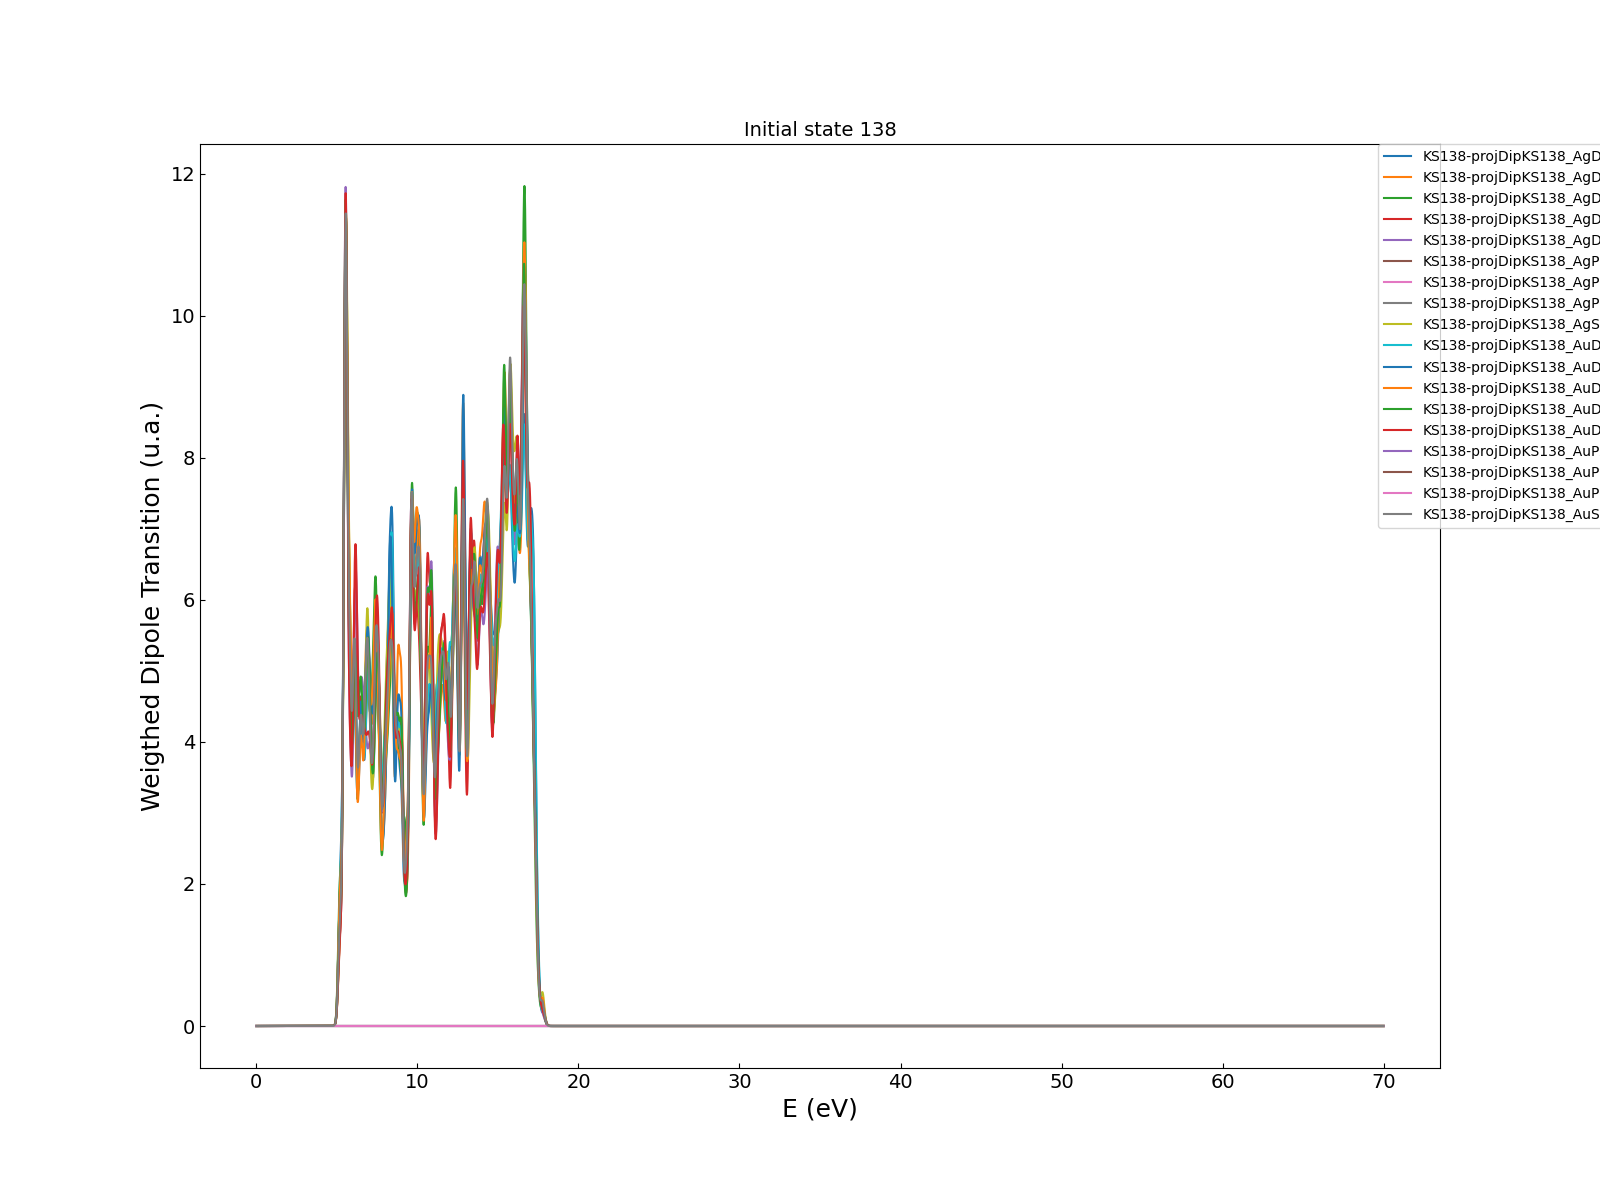 Initial state 138
12
10
8
6
4
2
0
Weigthed Dipole Transition (u.a.)
0 10 20 30 40 50 60 70
E (eV)
KS138-projDipKS138_AgD
KS138-projDipKS138_AgD
KS138-projDipKS138_AgD
KS138-projDipKS138_AgD
KS138-projDipKS138_AgD
KS138-projDipKS138_AgP
KS138-projDipKS138_AgP
KS138-projDipKS138_AgP
KS138-projDipKS138_AgS
KS138-projDipKS138_AuD
KS138-projDipKS138_AuD
KS138-projDipKS138_AuD
KS138-projDipKS138_AuD
KS138-projDipKS138_AuD
KS138-projDipKS138_AuP
KS138-projDipKS138_AuP
KS138-projDipKS138_AuP
KS138-projDipKS138_AuS